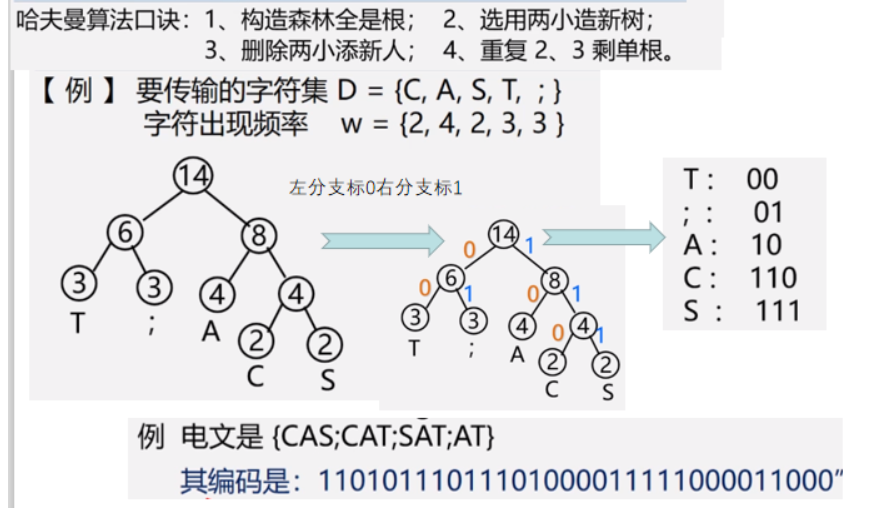 哈夫曼算法口诀：1、构造森林全是根； 2、选用两小造新树；
3、删除两小添新人； 4、重复 2、3 剩单根。
【 例 】 要传输的字符集 D = {C, A, S, T, ；}
字符出现频率 w = {2, 4, 2, 3, 3 }
14
6 8
3 3 4 4
T ; A 2 2
C S
左分支标0右分支标1
14
0 1
6 8
0 1 0 1
3 3 4 4
0 1
T ; A 2 2
C S
T： 00
;： 01
A： 10
C： 110
S： 111
例 电文是 {CAS;CAT;SAT;AT}
其编码是：11010111011101000011111000011000”